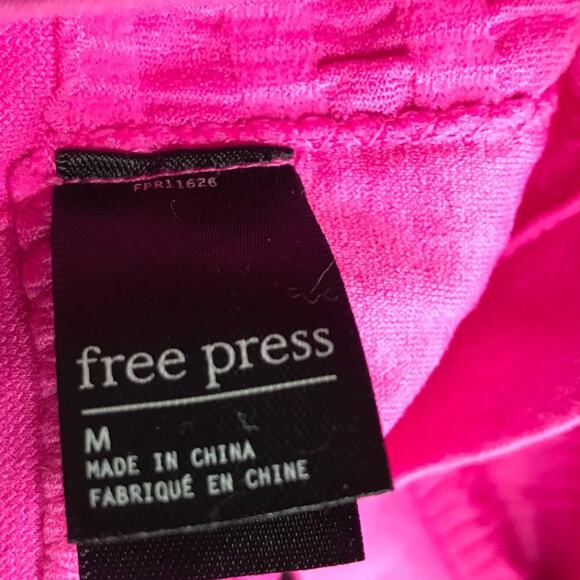 FPR11626
free press
M
MADE IN CHINA
FABRIQUÉ EN CHINE